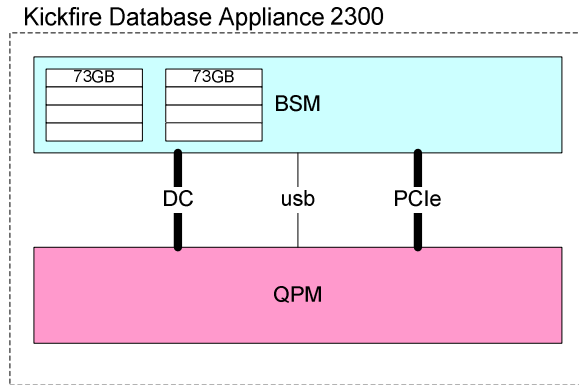 Kickfire Database Appliance 2300
73GB 73GB
BSM
DC usb PCIe
QPM